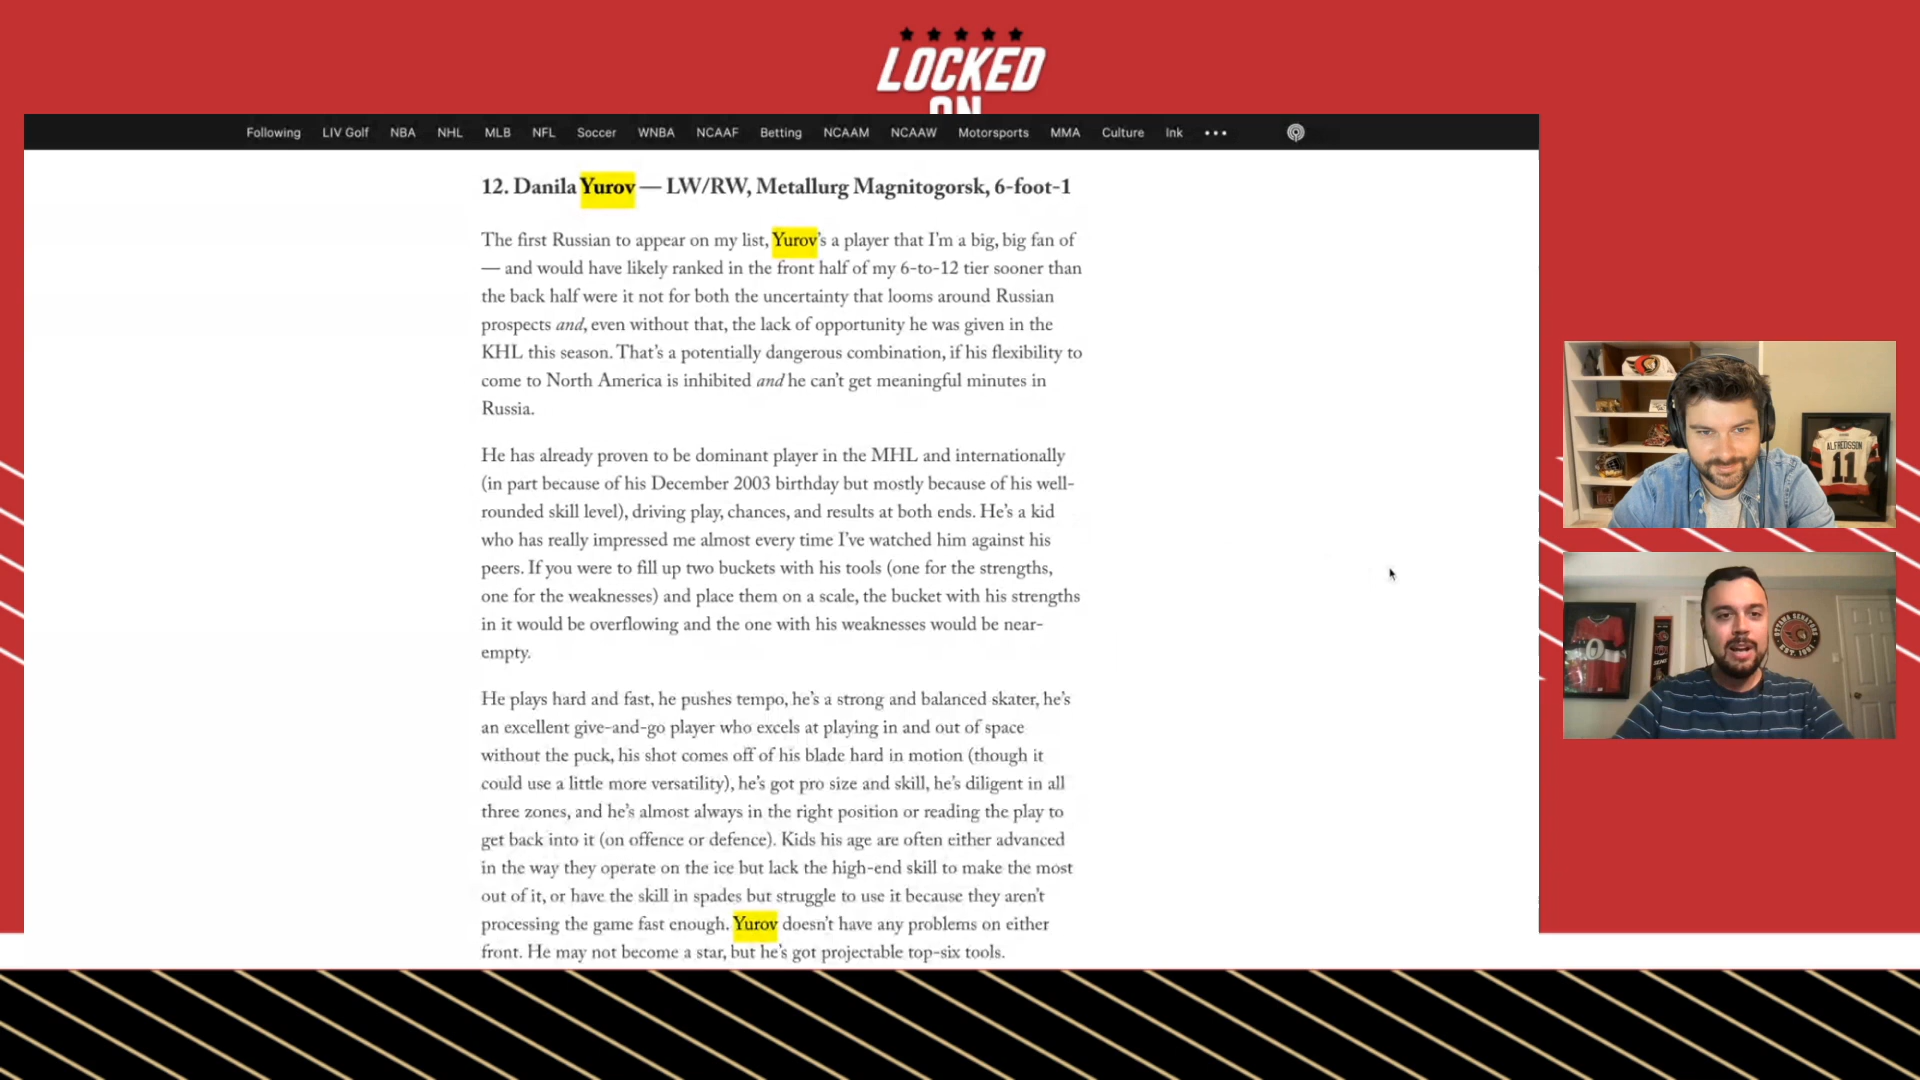 LOCKED
ON
Following LIV Golf NBA NHL MLB NFL Soccer WNBA NCAAF Betting NCAAM NCAAW Motorsports MMA Culture Ink •••
12. Danila Yurov — LW/RW, Metallurg Magnitogorsk, 6-foot-1
The first Russian to appear on my list, Yurov's a player that I'm a big, big fan of
— and would have likely ranked in the front half of my 6-to-12 tier sooner than
the back half were it not for both the uncertainty that looms around Russian
prospects and, even without that, the lack of opportunity he was given in the
KHL this season. That's a potentially dangerous combination, if his flexibility to
come to North America is inhibited and he can't get meaningful minutes in
Russia.
He has already proven to be dominant player in the MHL and internationally
(in part because of his December 2003 birthday but mostly because of his well-
rounded skill level), driving play, chances, and results at both ends. He's a kid
who has really impressed me almost every time I've watched him against his
peers. If you were to fill up two buckets with his tools (one for the strengths,
one for the weaknesses) and place them on a scale, the bucket with his strengths
in it would be overflowing and the one with his weaknesses would be near-
empty.
He plays hard and fast, he pushes tempo, he's a strong and balanced skater, he's
an excellent give-and-go player who excels at playing in and out of space
without the puck, his shot comes off of his blade hard in motion (though it
could use a little more versatility), he's got pro size and skill, he's diligent in all
three zones, and he's almost always in the right position or reading the play to
get back into it (on offence or defence). Kids his age are often either advanced
in the way they operate on the ice but lack the high-end skill to make the most
out of it, or have the skill in spades but struggle to use it because they aren't
processing the game fast enough. Yurov doesn't have any problems on either
front. He may not become a star, but he's got projectable top-six tools.
ALFREDSSON
11
OTTAWA SENATORS